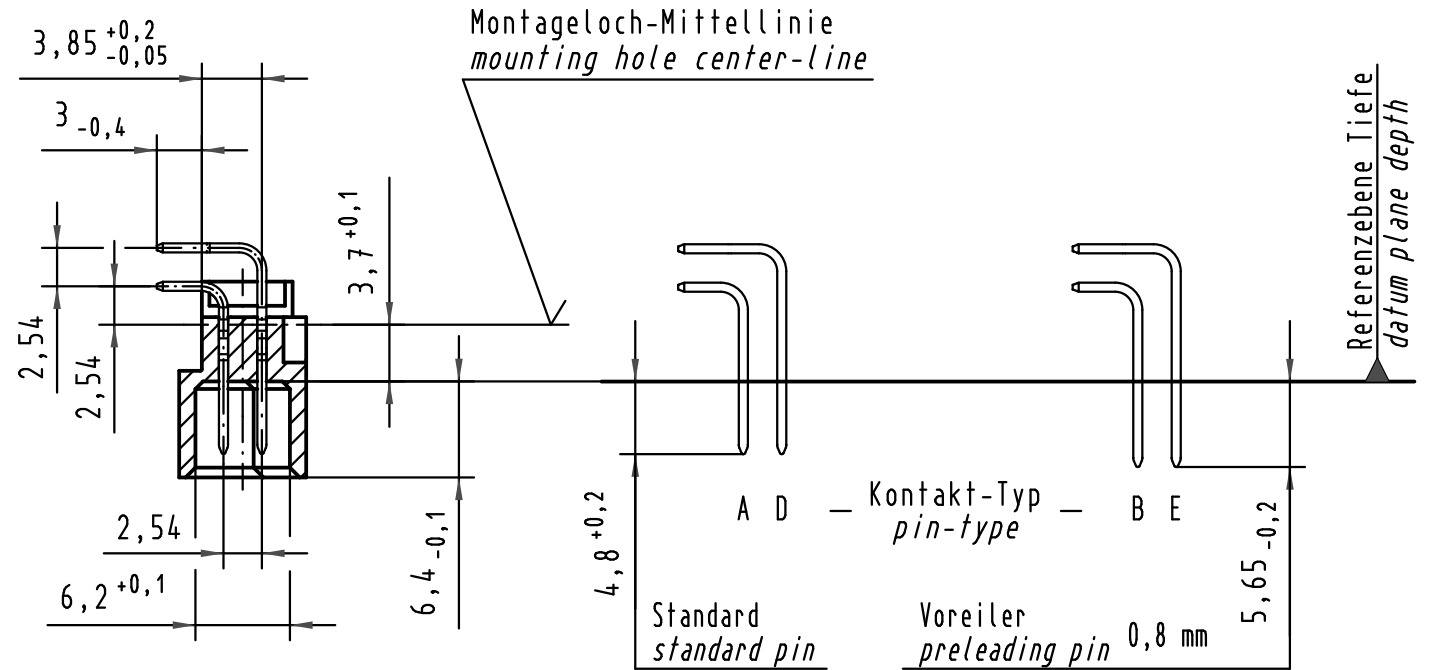 3,85 +0,2 -0,05
3 -0,4
2,54
2,54
3,7 +0,1
2,54
6,2 +0,1
6,4 -0,1
Montageloch-Mittellinie
mounting hole center-line
Referenzebene Tiefe
datum plane depth
A D — Kontakt-Typ — B E
pin-type
4,8 +0,2
5,65 -0,2
Standard
standard pin
Voreiler
preleading pin 0,8 mm